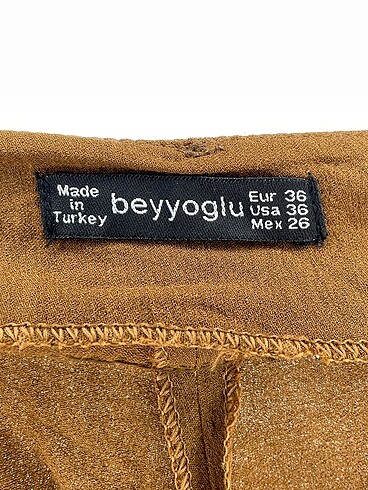 Made
in
Turkey
beyyoglu
Eur 36
Usa 36
Mex 26